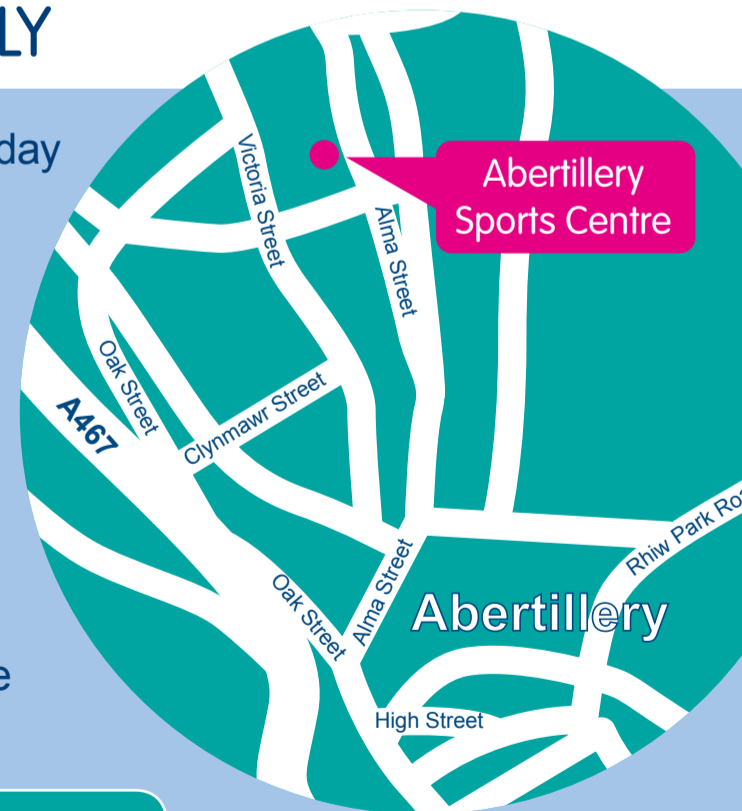 LY
day
Abertillery
Sports Centre
Victoria Street
Alma Street
Oak Street
A467
Clynmawr Street
Rhiw Park Ro
Alma Street
Oak Street
Abertillery
e
High Street